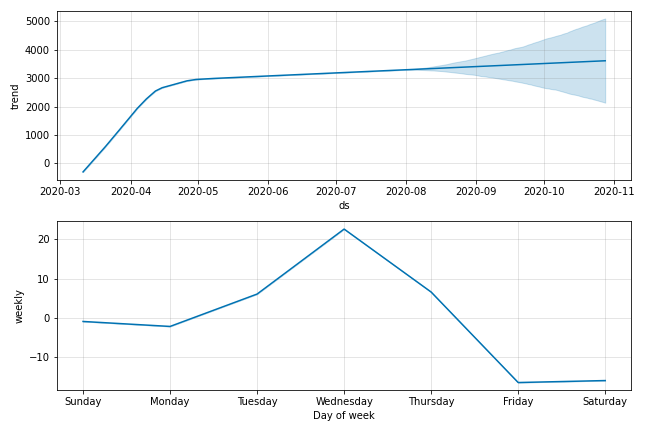 5000
4000
3000
2000
1000
0
trend
2020-03 2020-04 2020-05 2020-06 2020-07 2020-08 2020-09 2020-10 2020-11
ds
20
10
0
−10
weekly
Sunday Monday Tuesday Wednesday Thursday Friday Saturday
Day of week